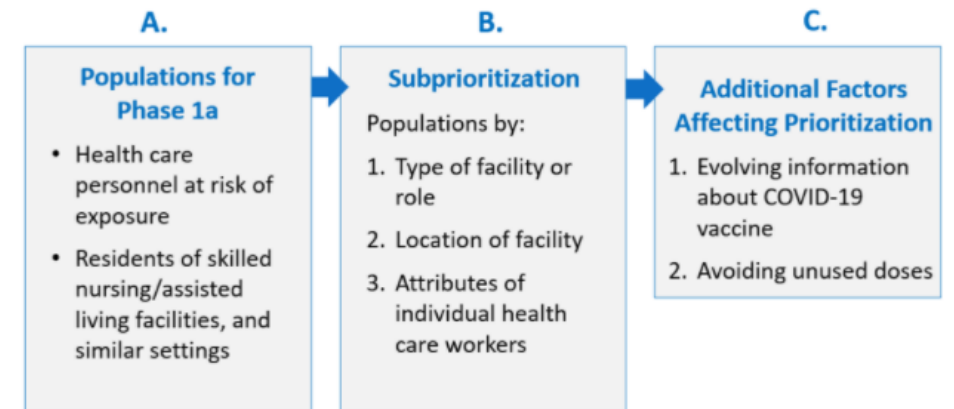 A.
Populations for
Phase 1a
• Health care
personnel at risk of
exposure
• Residents of skilled
nursing/assisted
living facilities, and
similar settings
B.
Subprioritization
Populations by:
1. Type of facility or
role
2. Location of facility
3. Attributes of
individual health
care workers
C.
Additional Factors
Affecting Prioritization
1. Evolving information
about COVID-19
vaccine
2. Avoiding unused doses